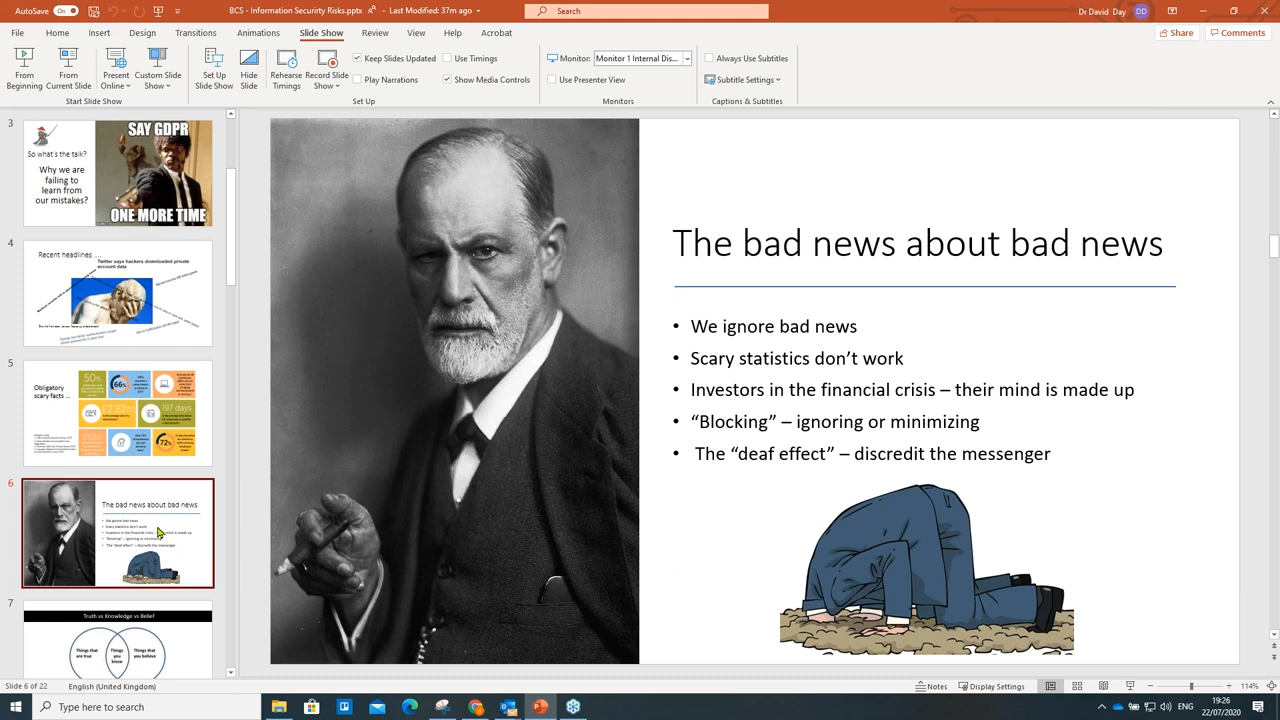 AutoSave
On
BCS - Information Security Risks.pptx
- Last Modified: 37m ago
Search
Dr David Day
DD
File
Home
Insert
Design
Transitions
Animations
Slide Show
Review
View
Help
Acrobat
Share
Comments
From Beginning
From Current Slide
Present Online
Custom Slide Show
Start Slide Show
Set Up Slide Show
Hide Slide
Rehearse Timings
Record Slide Show
Keep Slides Updated
Play Narrations
Use Timings
Show Media Controls
Set Up
Monitor:
Monitor 1 Internal Dis...
Use Presenter View
Monitors
Always Use Subtitles
Subtitle Settings
Captions & Subtitles
3
So what's the talk?
Why we are
failing to
learn from
our mistakes?
SAY GDPR
ONE MORE TIME
4
Recent headlines ....
Twitter says hackers downloaded private
account data
5
Obligatory
scary facts ...
50%
66%
£2.82m
197 days
72%
6
The bad news about bad news
We ignore bad news
Scary statistics don't work
Investors in the financial crisis – their mind is made up
"Blocking" – ignoring or minimizing
The "deaf effect" – discredit the messenger
7
Truth vs Knowledge vs Belief
Things that
are true
Things
you
know
Things that
you believe
The bad news about bad news
• We ignore bad news
• Scary statistics don’t work
• Investors in the financial crisis – their mind is made up
• “Blocking” – ignoring or minimizing
• The “deaf effect” – discredit the messenger
Slide 6 of 22
English (United Kingdom)
Notes
Display Settings
114%
Type here to search
ENG
19:26
22/07/2020